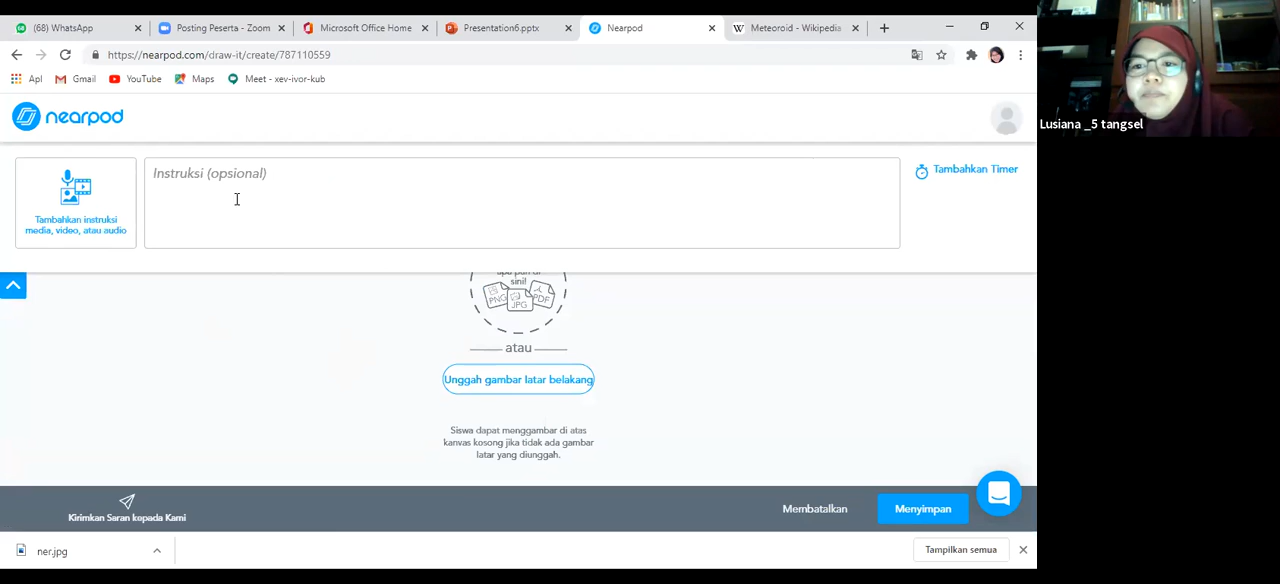 (68) WhatsApp
Posting Peserta - Zoom
Microsoft Office Home
Presentation6.pptx
Nearpod
Meteoroid - Wikipedia
https://nearpod.com/draw-it/create/787110559
Apl
Gmail
YouTube
Maps
Meet - xev-ivor-kub
Lusiana _5 tangsel
nearpod
Instruksi (opsional)
Tambahkan Timer
Tambahkan instruksi
media, video, atau audio
sini!
PNG
JPG
PDF
atau
Unggah gambar latar belakang
Siswa dapat menggambar di atas
kanvas kosong jika tidak ada gambar
latar yang diunggah.
Kirimkan Saran kepada Kami
Membatalkan
Menyimpan
ner.jpg
Tampilkan semua